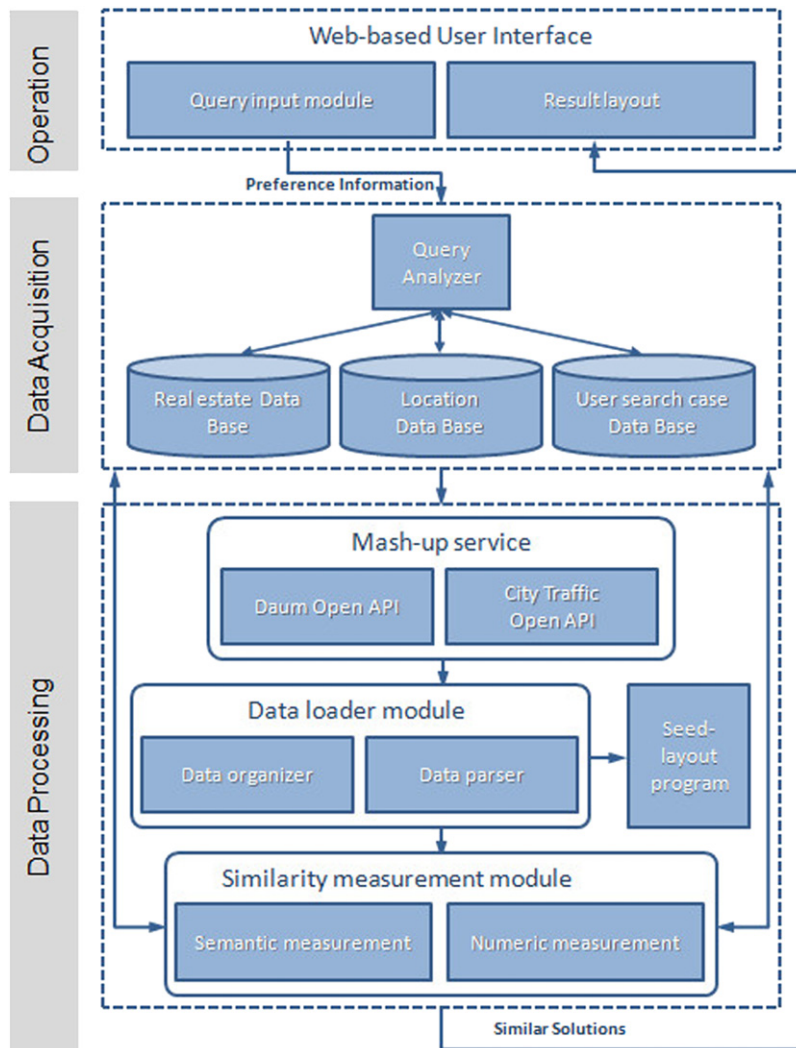 Operation
Web-based User Interface
Query input module
Result layout
Preference Information
Data Acquisition
Query
Analyzer
Real estate Data
Base
Location
Data Base
User search case
Data Base
Data Processing
Mash-up service
Daum Open API
City Traffic
Open API
Data loader module
Data organizer
Data parser
Seed-
layout
program
Similarity measurement module
Semantic measurement
Numeric measurement
Similar Solutions